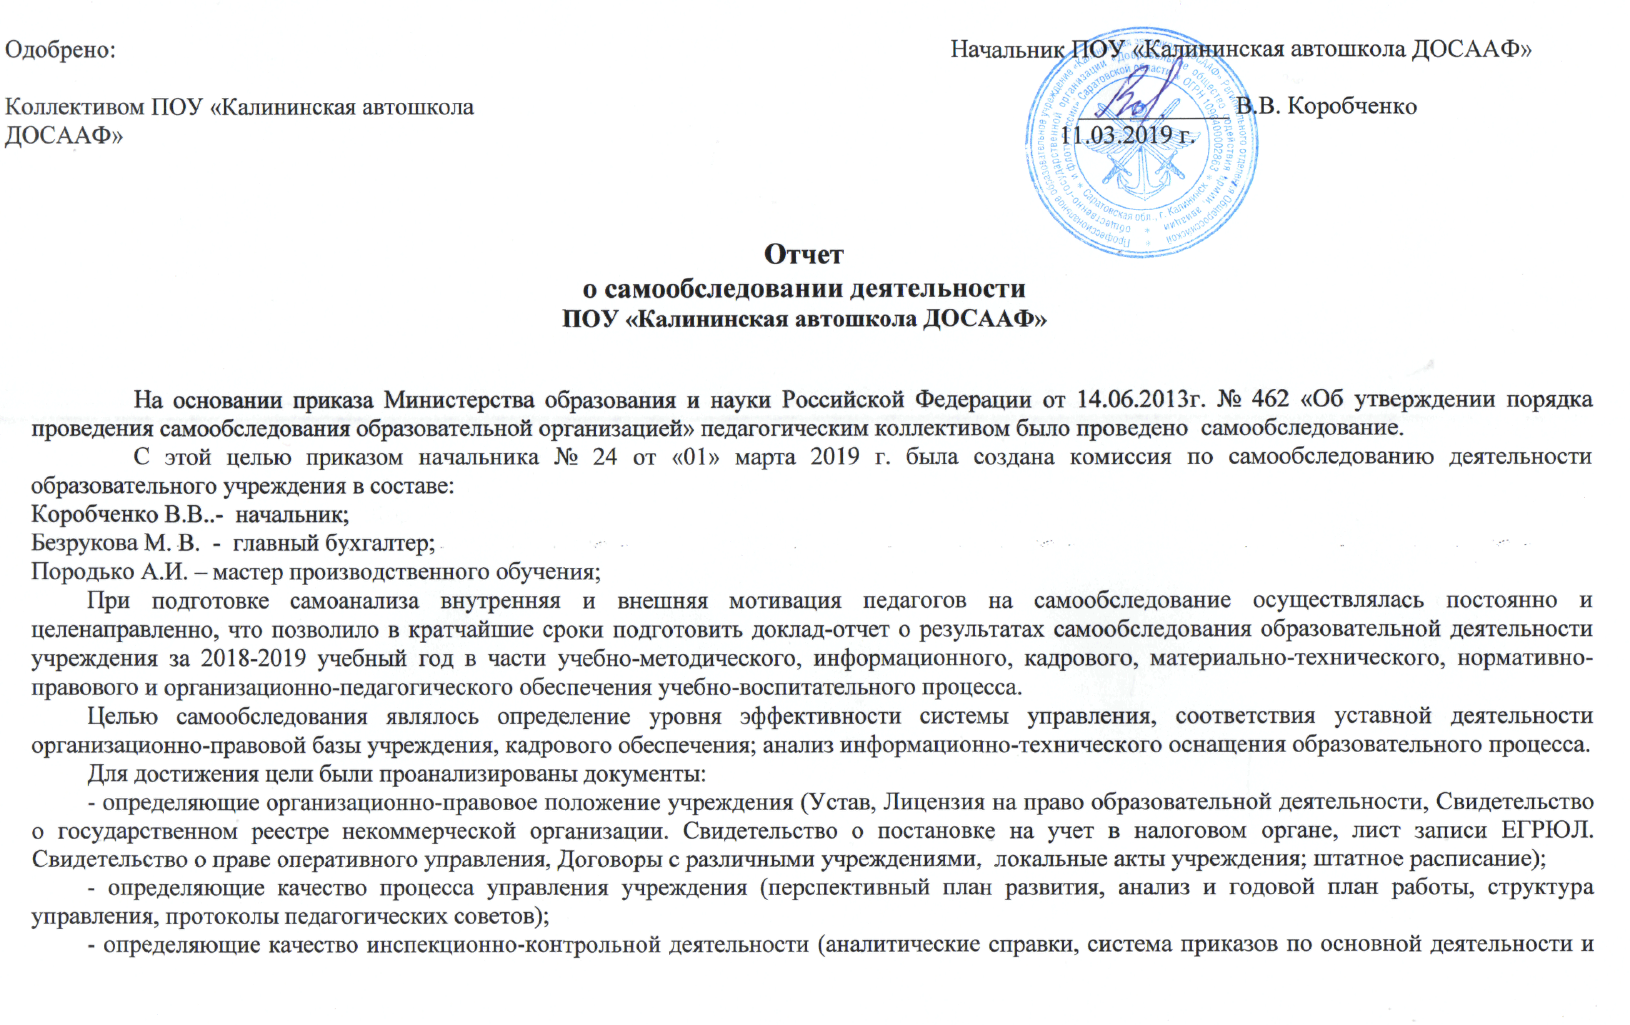 Одобрено:
Начальник ПОУ «Калининская автошкола ДОСААФ»
Коллективом ПОУ «Калининская автошкола
ДОСААФ»
В.В. Коробченко
11.03.2019 г.
Отчет
о самообследовании деятельности
ПОУ «Калининская автошкола ДОСААФ»
На основании приказа Министерства образования и науки Российской Федерации от 14.06.2013г. № 462 «Об утверждении порядка
проведения самообследования образовательной организацией» педагогическим коллективом было проведено самообследование.
С этой целью приказом начальника № 24 от «01» марта 2019 г. была создана комиссия по самообследованию деятельности
образовательного учреждения в составе:
Коробченко В.В..- начальник;
Безрукова М. В. - главный бухгалтер;
Породько А.И. – мастер производственного обучения;
При подготовке самоанализа внутренняя и внешняя мотивация педагогов на самообследование осуществлялась постоянно и
целенаправленно, что позволило в кратчайшие сроки подготовить доклад-отчет о результатах самообследования образовательной деятельности
учреждения за 2018-2019 учебный год в части учебно-методического, информационного, кадрового, материально-технического, нормативно-
правового и организационно-педагогического обеспечения учебно-воспитательного процесса.
Целью самообследования являлось определение уровня эффективности системы управления, соответствия уставной деятельности
организационно-правовой базы учреждения, кадрового обеспечения; анализ информационно-технического оснащения образовательного процесса.
Для достижения цели были проанализированы документы:
- определяющие организационно-правовое положение учреждения (Устав, Лицензия на право образовательной деятельности, Свидетельство
о государственном реестре некоммерческой организации. Свидетельство о постановке на учет в налоговом органе, лист записи ЕГРЮЛ.
Свидетельство о праве оперативного управления, Договоры с различными учреждениями, локальные акты учреждения; штатное расписание);
- определяющие качество процесса управления учреждения (перспективный план развития, анализ и годовой план работы, структура
управления, протоколы педагогических советов);
- определяющие качество инспекционно-контрольной деятельности (аналитические справки, система приказов по основной деятельности и